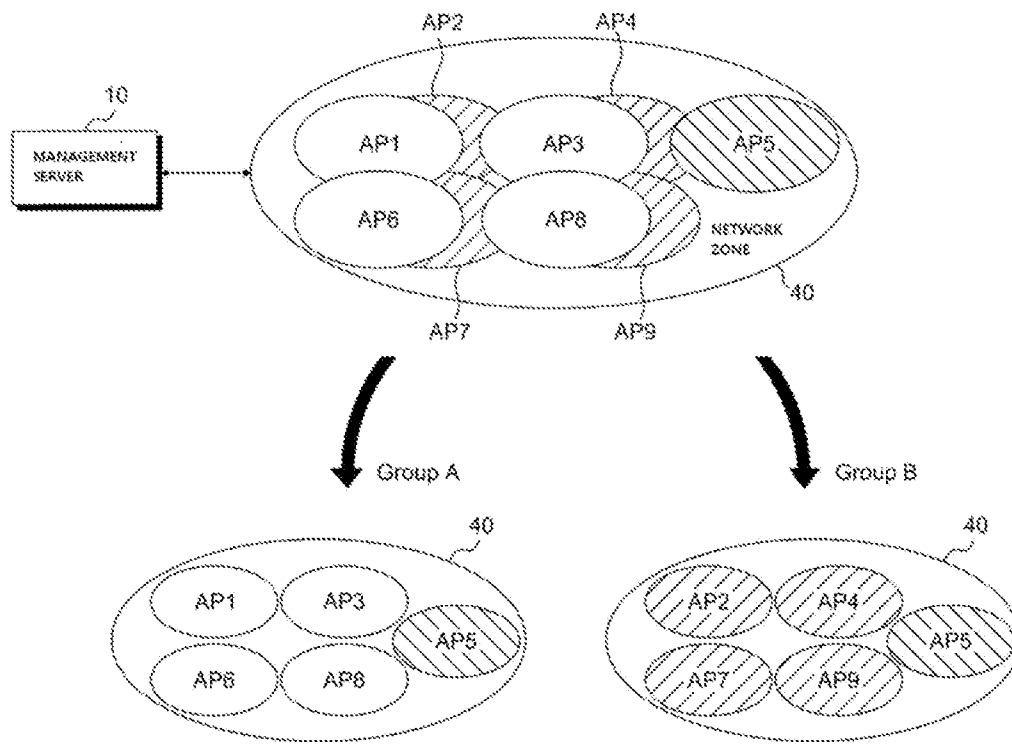 AP2
AP4
10
MANAGEMENT
SERVER
AP1
AP3
AP5
AP6
AP8
NETWORK
ZONE
40
AP7
AP9
Group A
Group B
40
40
AP1
AP3
AP2
AP4
AP5
AP5
AP6
AP8
AP7
AP9